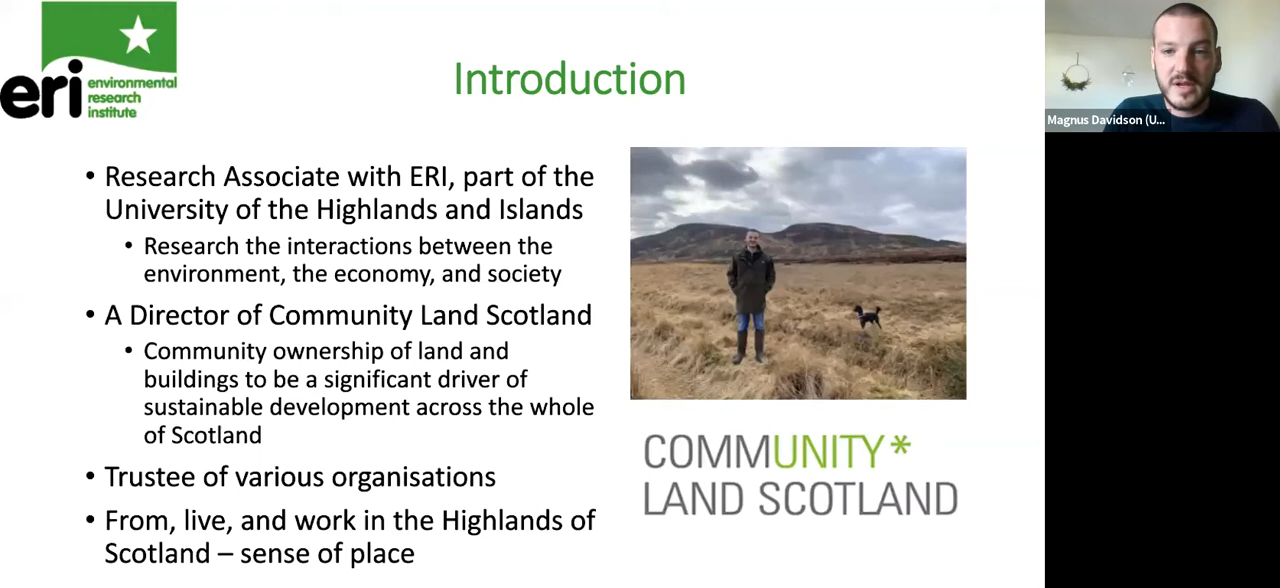 eri environmental
research
institute
Introduction
Magnus Davidson (U...
• Research Associate with ERI, part of the
University of the Highlands and Islands
• Research the interactions between the
environment, the economy, and society
• A Director of Community Land Scotland
• Community ownership of land and
buildings to be a significant driver of
sustainable development across the whole
of Scotland
• Trustee of various organisations
• From, live, and work in the Highlands of
Scotland – sense of place
COMMUNITY*
LAND SCOTLAND